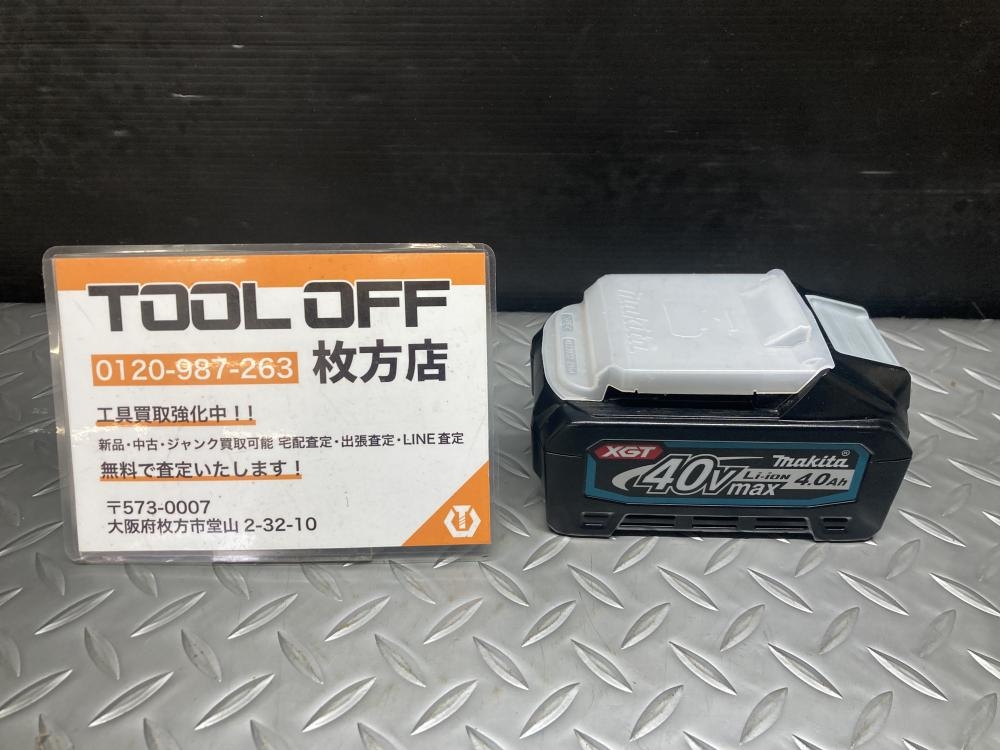 TOOL OFF
0120-987-263 枚方店
工具買取強化中！！
新品・中古・ジャンク買取可能 宅配査定・出張査定・LINE査定
無料で査定いたします！
〒573-0007
大阪府枚方市堂山 2-32-10
makita
XGT
40Vmax
Li-ion
makita®
4.0Ah